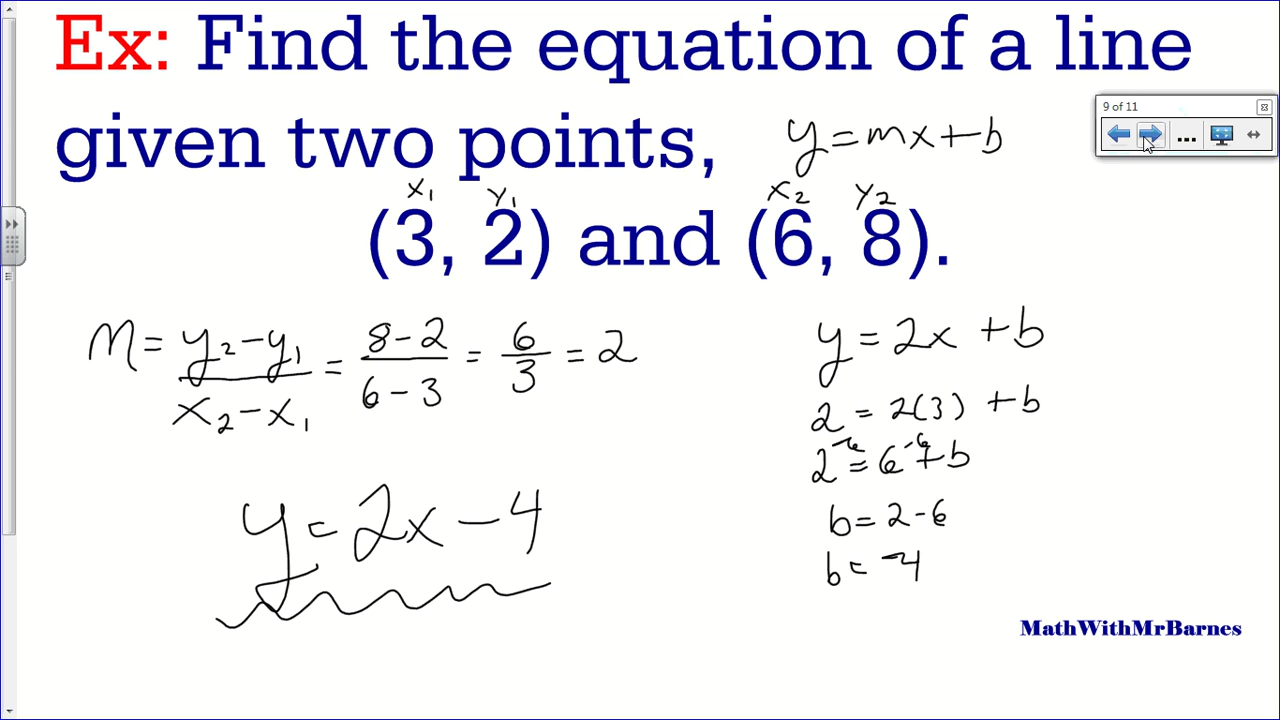 Ex: Find the equation of a line
9 of 11
given two points, y = mx + b
x₁ y₁ x₂ y₂
(3, 2) and (6, 8).
m = (y₂ - y₁)/(x₂ - x₁) = (8 - 2)/(6 - 3) = 6/3 = 2
y = 2x + b
2 = 2(3) + b
2 -6 = 6 -6 + b
b = 2 - 6
b = -4
y = 2x - 4
MathWithMrBarnes